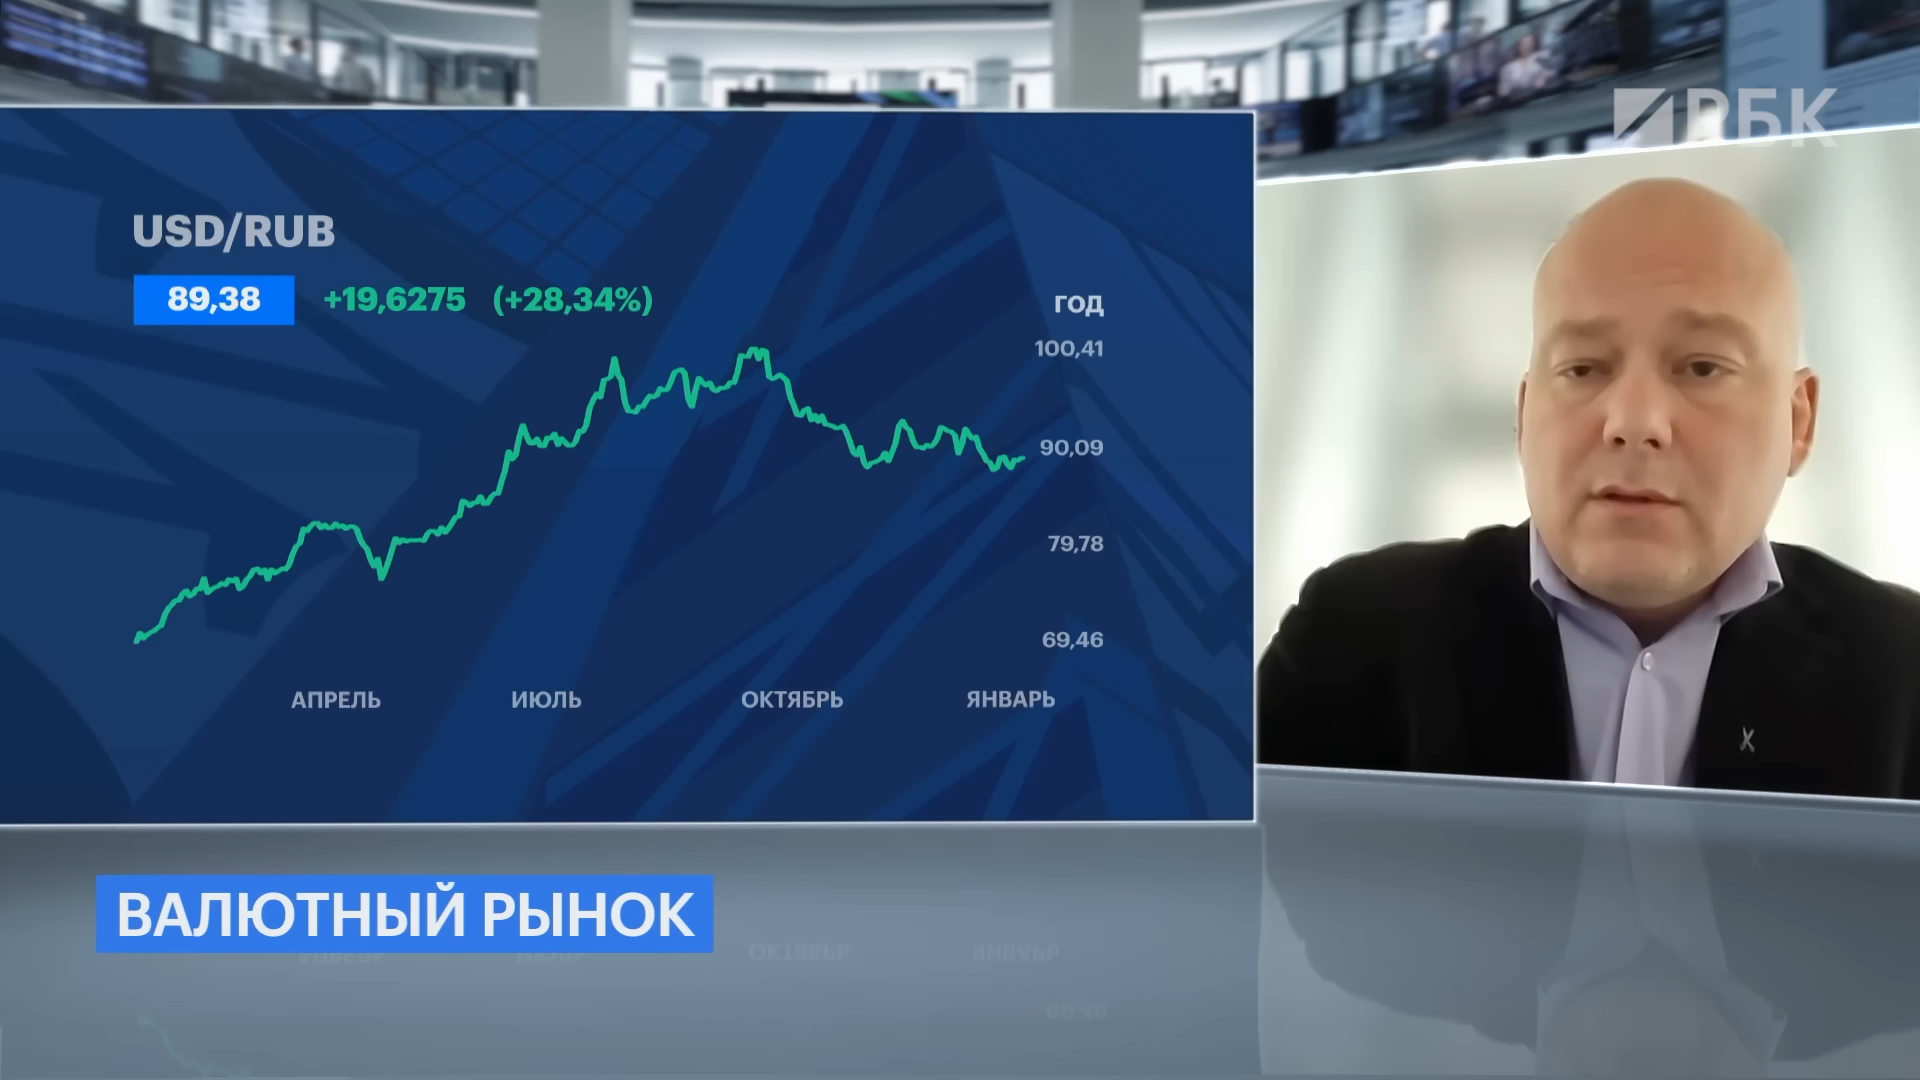 РБК
USD/RUB
89,38 +19,6275 (+28,34%)
ГОД
100,41
90,09
79,78
69,46
АПРЕЛЬ ИЮЛЬ ОКТЯБРЬ ЯНВАРЬ
ВАЛЮТНЫЙ РЫНОК